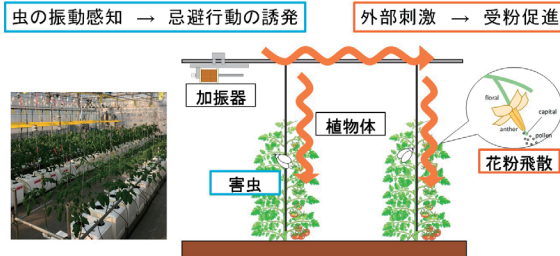 虫の振動感知 → 忌避行動の誘発
外部刺激 → 受粉促進
加振器
植物体
害虫
floral
anther
capital
pollen
花粉飛散